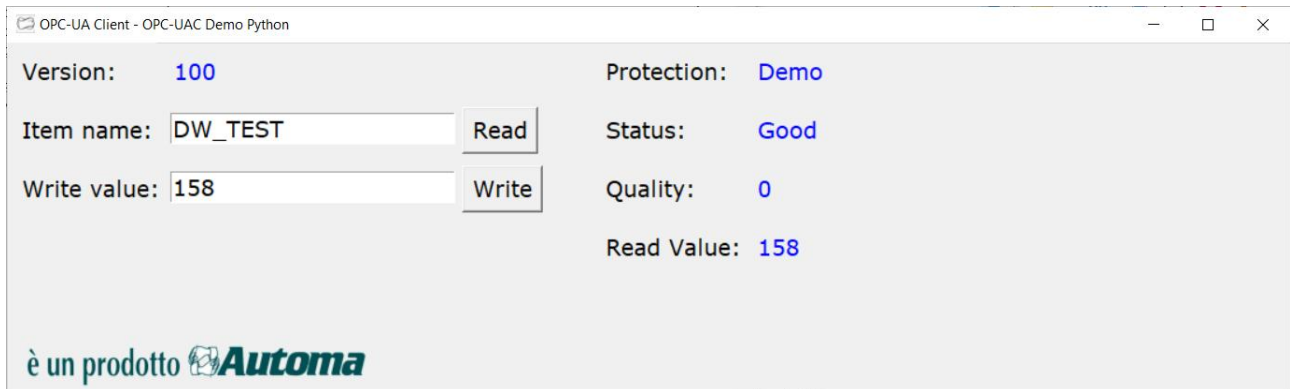 OPC-UA Client - OPC-UAC Demo Python
Version: 100 Protection: Demo
Item name: DW_TEST Read Status: Good
Write value: 158 Write Quality: 0
Read Value: 158
è un prodotto Automa